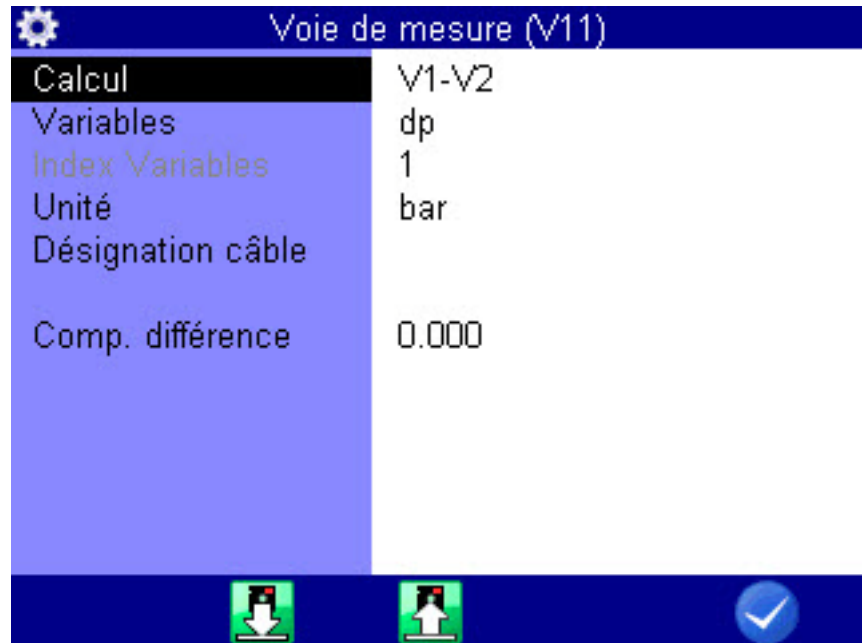 Voie de mesure (V11)
Calcul V1-V2
Variables dp
Index Variables 1
Unité bar
Désignation câble
Comp. différence 0.000